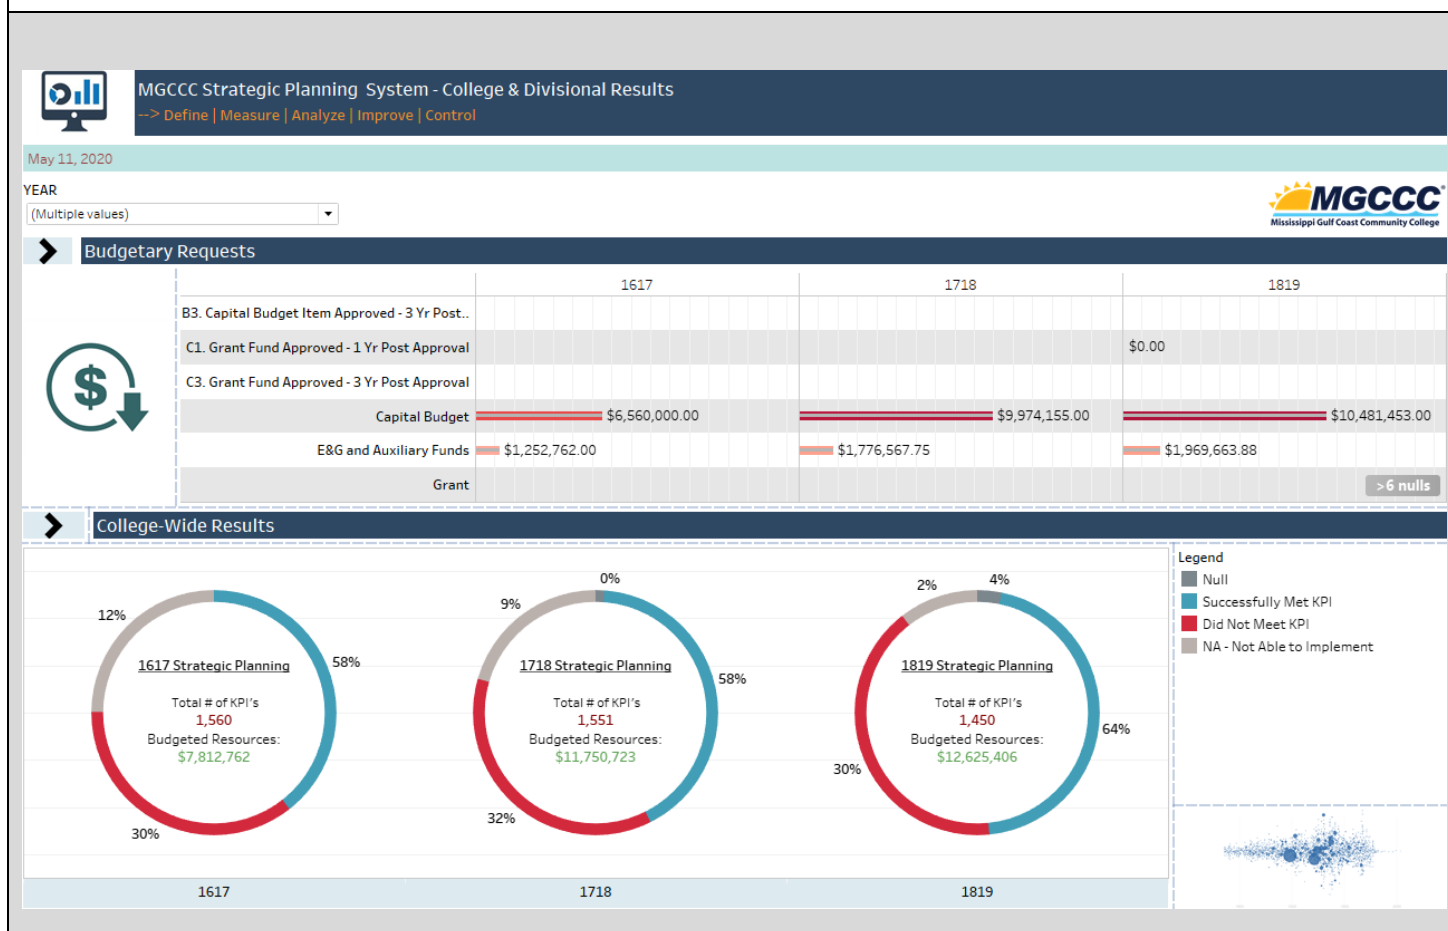 MGCCC Strategic Planning System - College & Divisional Results
--> Define | Measure | Analyze | Improve | Control
May 11, 2020
YEAR
(Multiple values)
MGCCC
Mississippi Gulf Coast Community College
Budgetary Requests
1617 1718 1819
B3. Capital Budget Item Approved - 3 Yr Post..
C1. Grant Fund Approved - 1 Yr Post Approval $0.00
C3. Grant Fund Approved - 3 Yr Post Approval
Capital Budget $6,560,000.00 $9,974,155.00 $10,481,453.00
E&G and Auxiliary Funds $1,252,762.00 $1,776,567.75 $1,969,663.88
Grant >6 nulls
College-Wide Results
12%
58%
1617 Strategic Planning
Total # of KPI's
1,560
Budgeted Resources:
$7,812,762
30%
0%
9%
58%
1718 Strategic Planning
Total # of KPI's
1,551
Budgeted Resources:
$11,750,723
32%
2%
4%
1819 Strategic Planning
Total # of KPI's
1,450
Budgeted Resources:
$12,625,406
64%
30%
1617 1718 1819
Legend
Null
Successfully Met KPI
Did Not Meet KPI
NA - Not Able to Implement